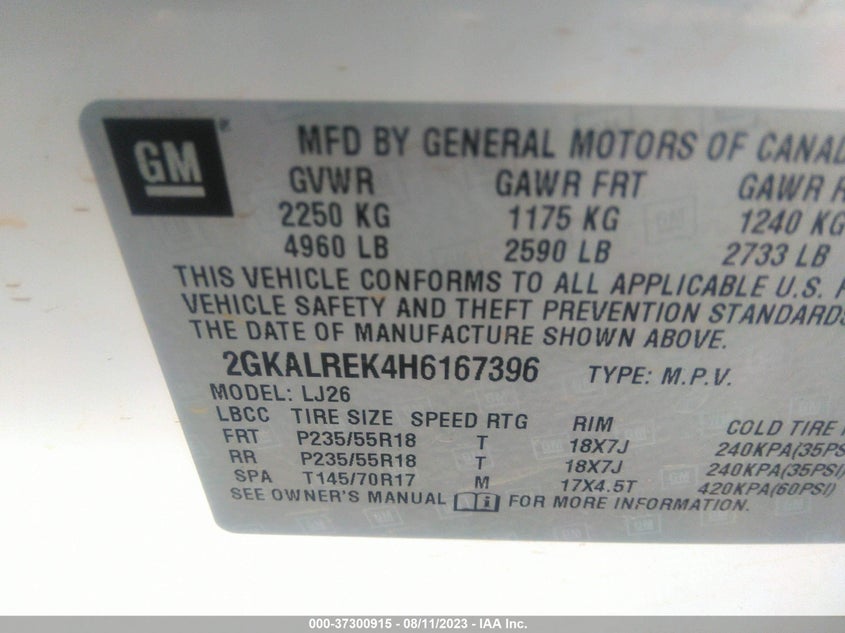 GM
MFD BY GENERAL MOTORS OF CANAD
GVWR GAWR FRT GAWR R
2250 KG 1175 KG 1240 KG
4960 LB 2590 LB 2733 LB
THIS VEHICLE CONFORMS TO ALL APPLICABLE U.S. F
VEHICLE SAFETY AND THEFT PREVENTION STANDARDS
THE DATE OF MANUFACTURE SHOWN ABOVE.
2GKALREK4H6167396 TYPE: M.P.V.
MODEL: LJ26
LBCC TIRE SIZE SPEED RTG RIM COLD TIRE
FRT P235/55R18 T 18X7J 240KPA(35PSI
RR P235/55R18 T 18X7J 240KPA(35PSI)
SPA T145/70R17 M 17X4.5T 420KPA(60PSI)
SEE OWNER'S MANUAL FOR MORE INFORMATION.
000-37300915 - 08/11/2023 - IAA Inc.